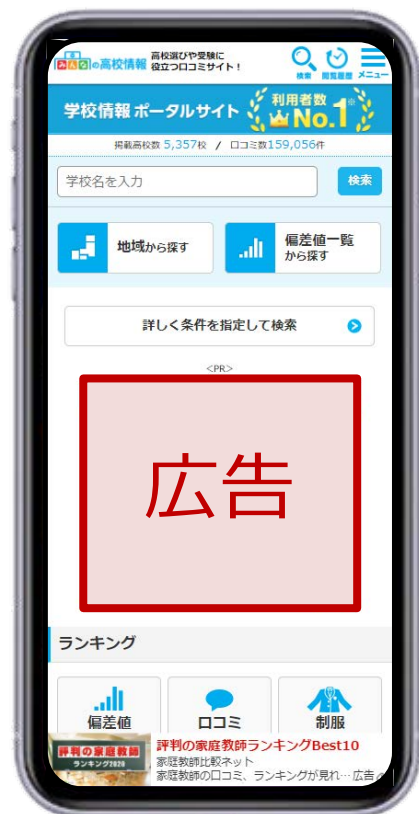 みんなの高校情報
高校選びや受験に
役立つ口コミサイト！
検索 閲覧履歴 メニュー
学校情報 ポータルサイト
利用者数
No.1※
掲載高校数 5,357校 / 口コミ数159,056件
学校名を入力
検索
地域から探す
偏差値一覧
から探す
詳しく条件を指定して検索
<PR>
広告
ランキング
偏差値
口コミ
制服
評判の家庭教師
ランキング2020
評判の家庭教師ランキングBest10
家庭教師比較ネット
家庭教師の口コミ、ランキングが見れ… 広告